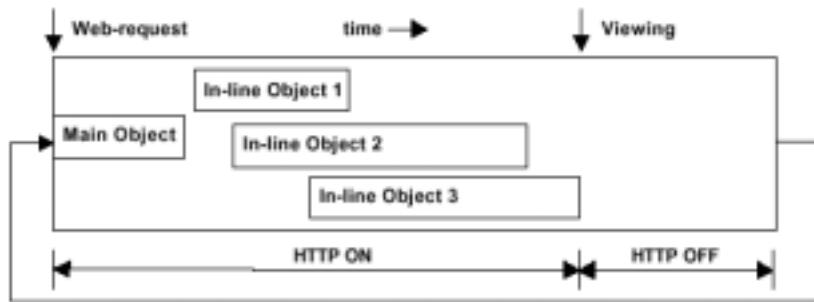 Web-request time Viewing
In-line Object 1
Main Object
In-line Object 2
In-line Object 3
HTTP ON HTTP OFF